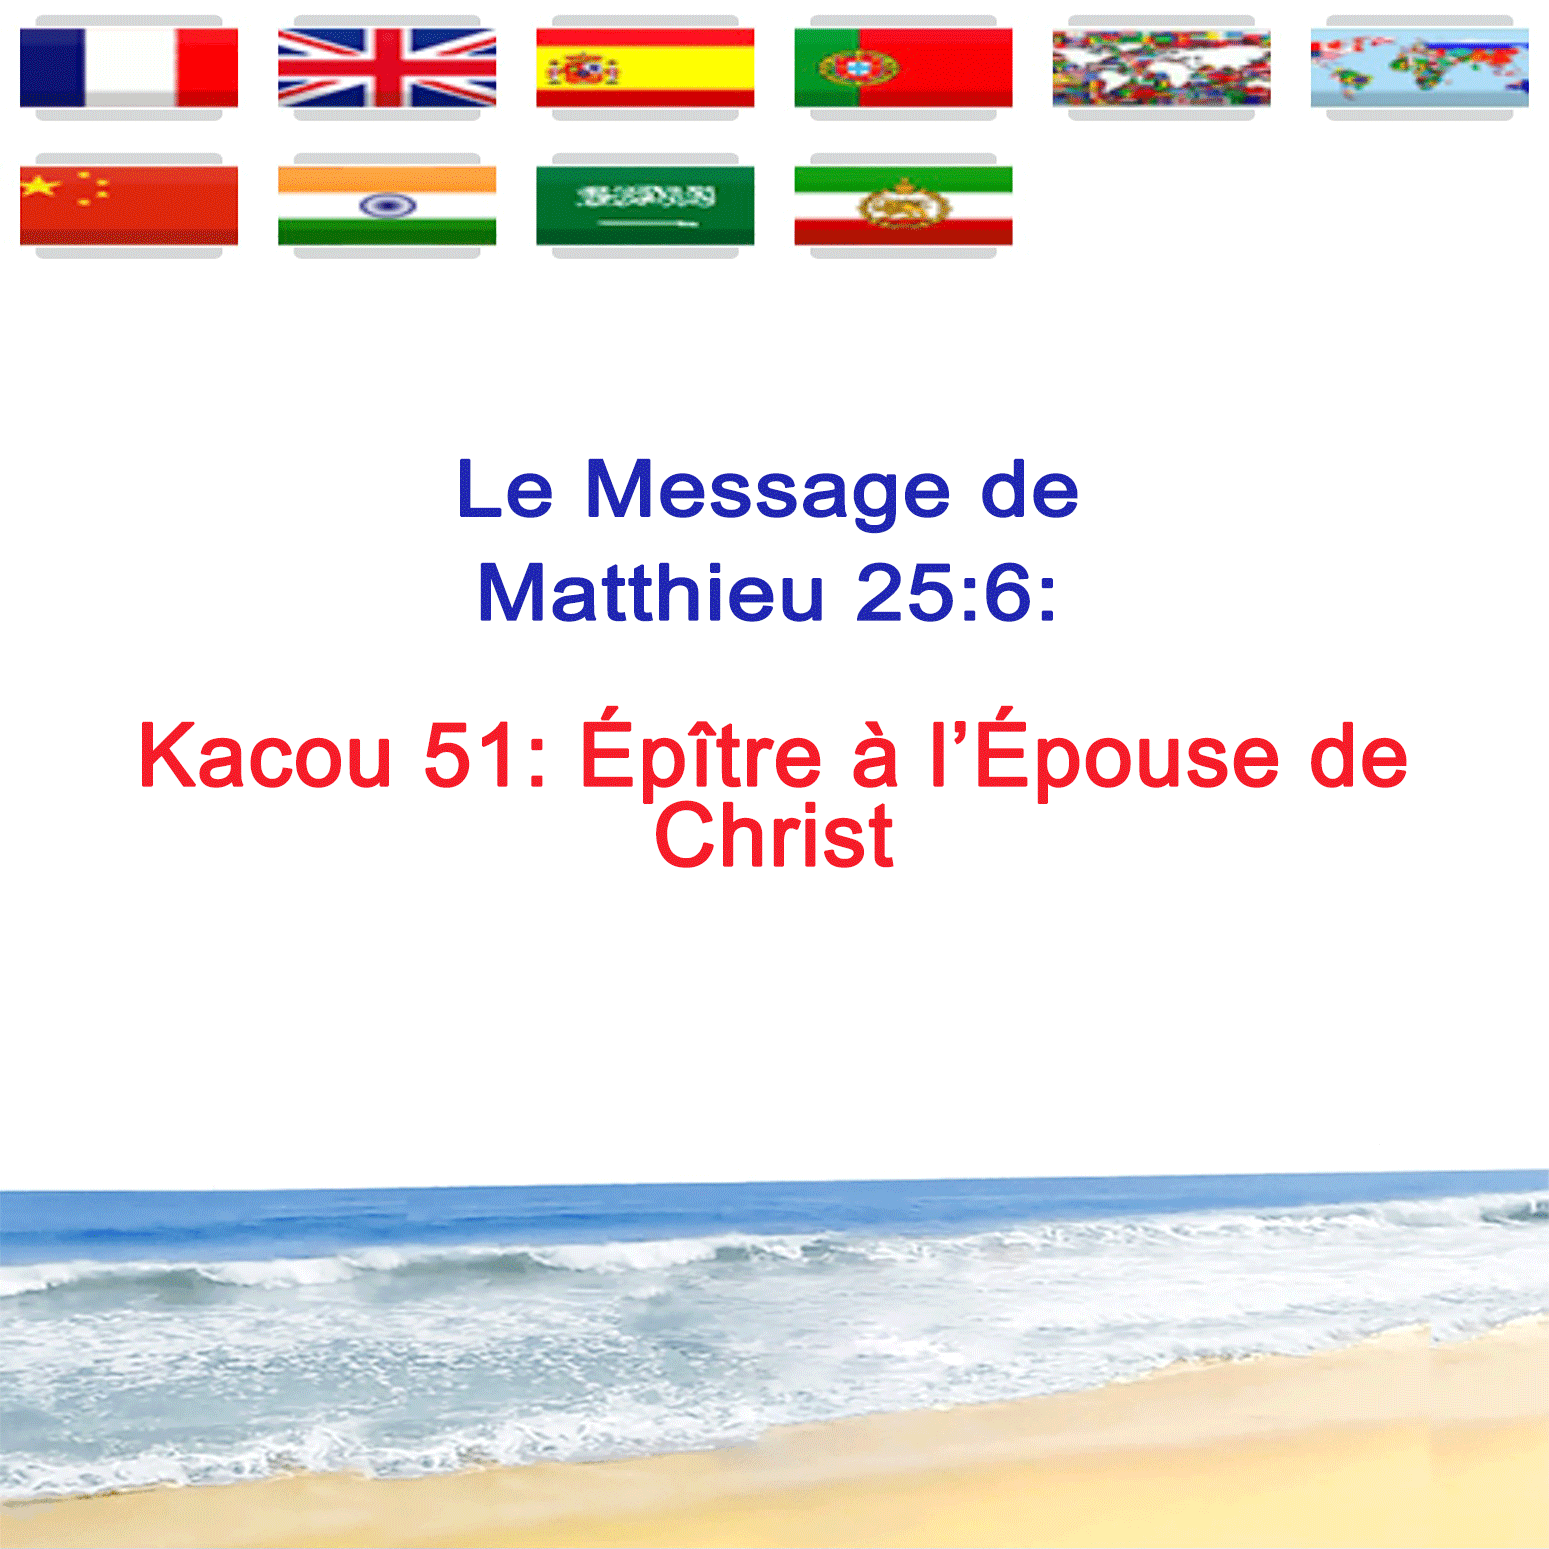 Le Message de
Matthieu 25:6:
Kacou 51: Épître à l’Épouse de
Christ